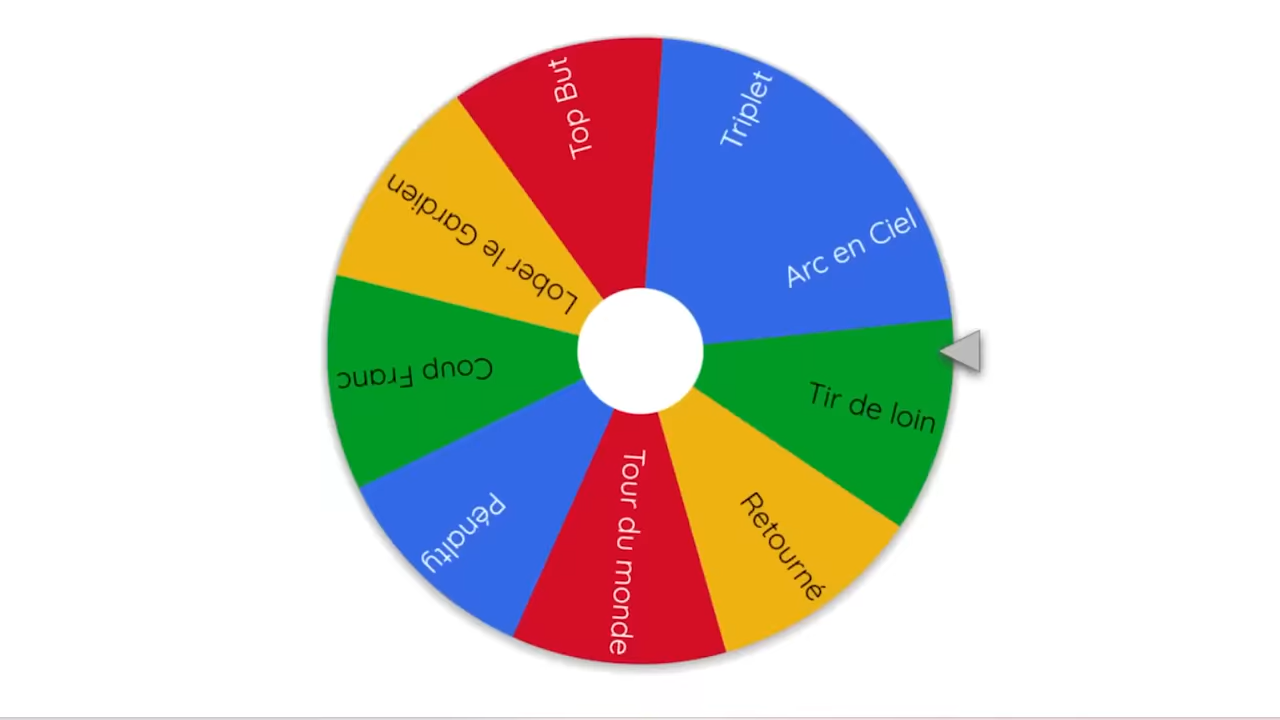 Top But
Triplet
Arc en Ciel
Tir de loin
Retourné
Tour du monde
Pénalty
Coup Franc
Lober le Gardien